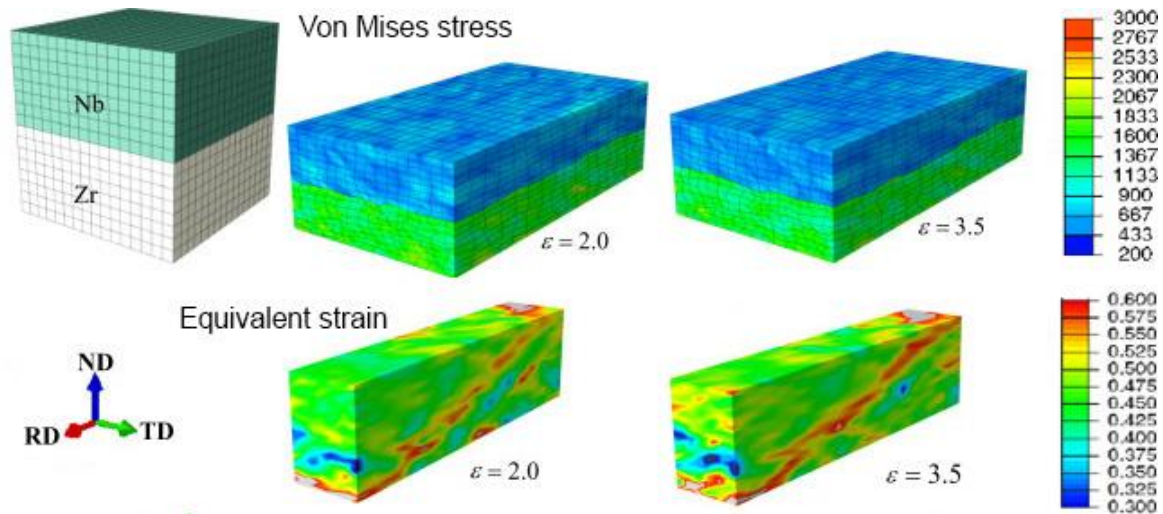 Von Mises stress
Nb
Zr
ε = 2.0
ε = 3.5
3000
2767
2533
2300
2067
1833
1600
1367
1133
900
667
433
200
Equivalent strain
ND
RD
TD
ε = 2.0
ε = 3.5
0.600
0.575
0.550
0.525
0.500
0.475
0.450
0.425
0.400
0.375
0.350
0.325
0.300